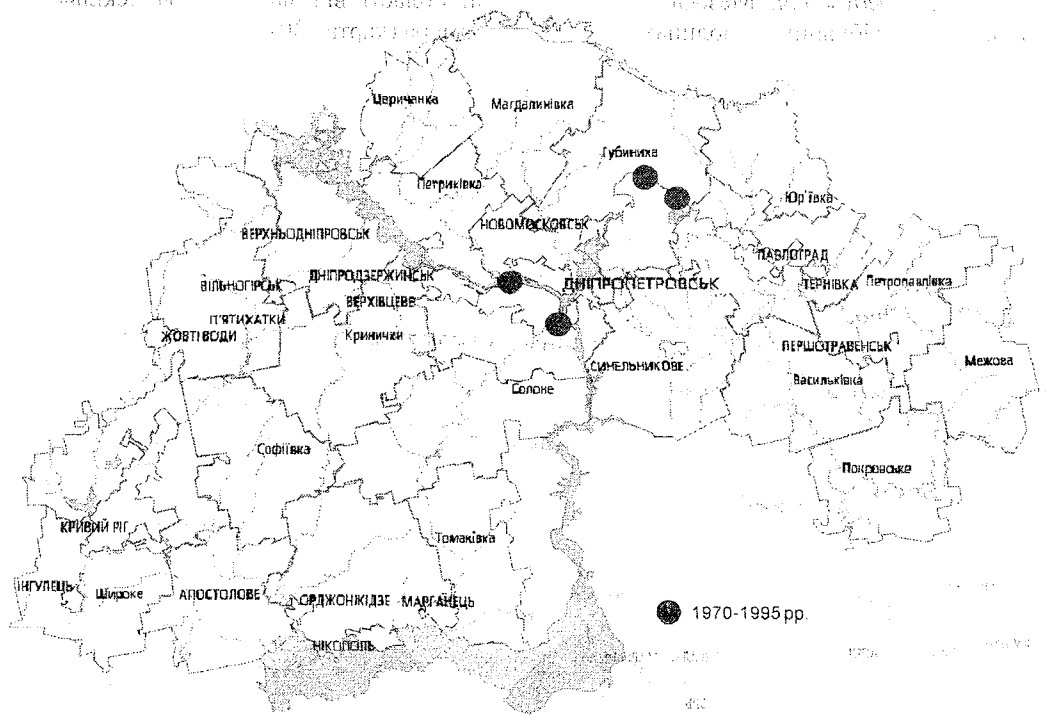 Царичанка
Магдалинівка
Губиниха
Петриківка
Юр'ївка
НОВОМОСКОВСЬК
ВЕРХНЬОДНІПРОВСЬК
ПАВЛОГРАД
ДНІПРОДЗЕРЖИНСЬК
ДНІПРОПЕТРОВСЬК
ВІЛЬНОГІРСЬК
ТЕРНІВКА
Петропавлівка
ВЕРХІВЦЕВЕ
П'ЯТИХАТКИ
ЖОВТІ ВОДИ
Кринички
ПЕРШОТРАВЕНСЬК
Межова
СИНЕЛЬНИКОВЕ
Васильківка
Солоне
Софіївка
Покровське
КРИВИЙ РІГ
Томаківка
ІНГУЛЕЦЬ
Широке
АПОСТОЛОВЕ
ОРДЖОНІКІДЗЕ
МАРГАНЕЦЬ
1970-1995 рр.
НІКОПОЛЬ